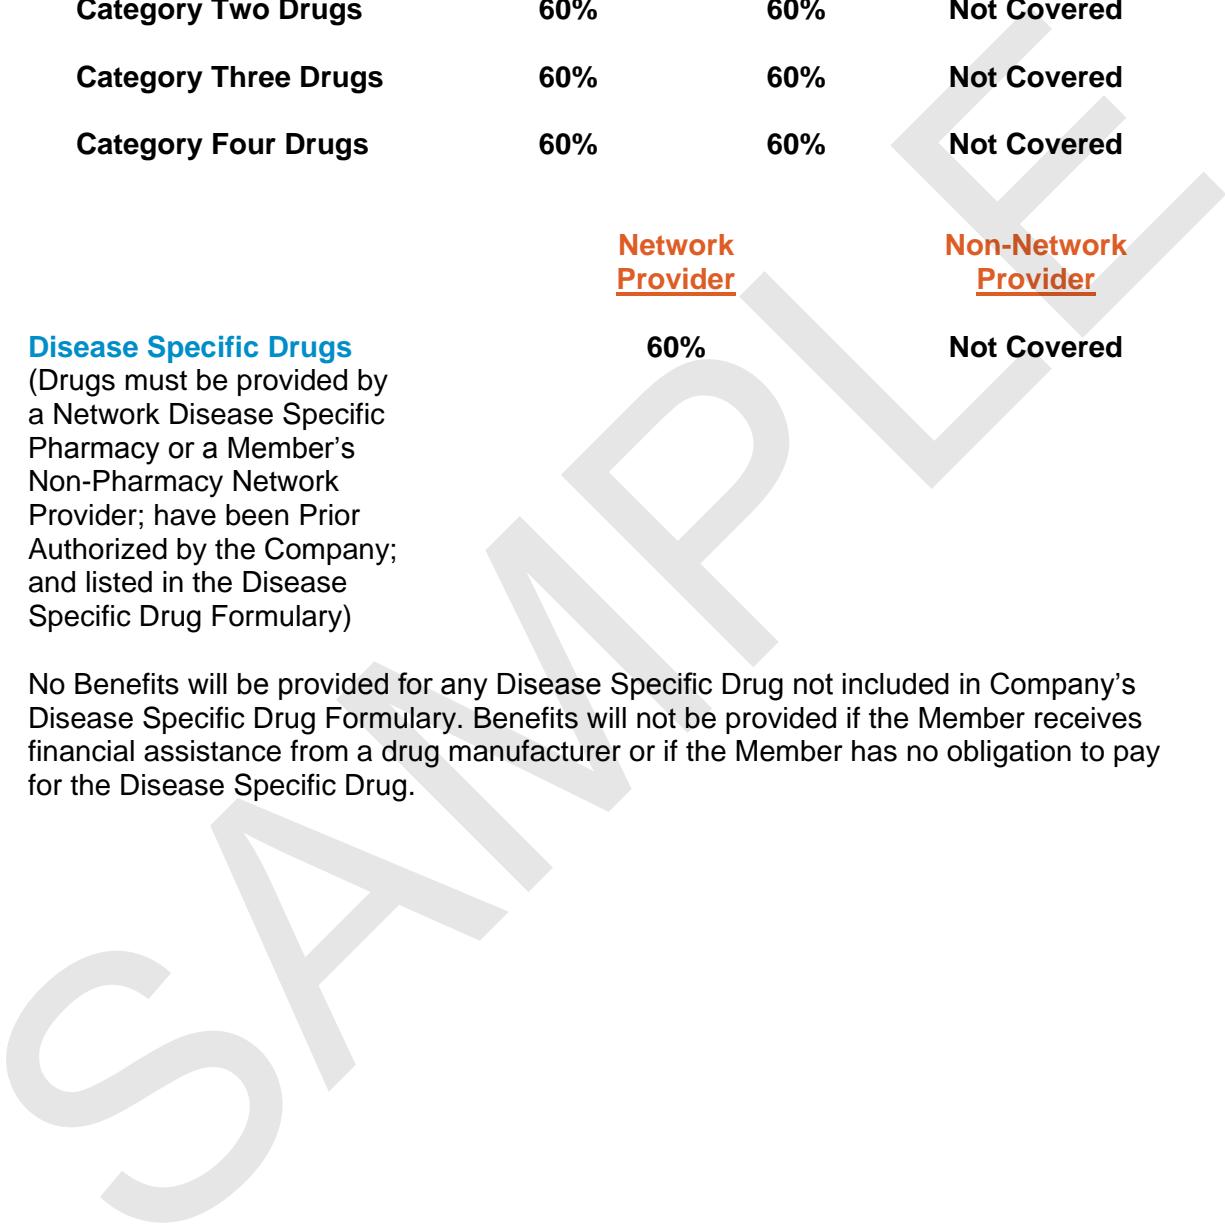 Category Two Drugs 60% 60% Not Covered
Category Three Drugs 60% 60% Not Covered
Category Four Drugs 60% 60% Not Covered
Network Non-Network
Provider Provider
Disease Specific Drugs 60% Not Covered
(Drugs must be provided by
a Network Disease Specific
Pharmacy or a Member’s
Non-Pharmacy Network
Provider; have been Prior
Authorized by the Company;
and listed in the Disease
Specific Drug Formulary)
No Benefits will be provided for any Disease Specific Drug not included in Company’s
Disease Specific Drug Formulary. Benefits will not be provided if the Member receives
financial assistance from a drug manufacturer or if the Member has no obligation to pay
for the Disease Specific Drug.
SAMPLE